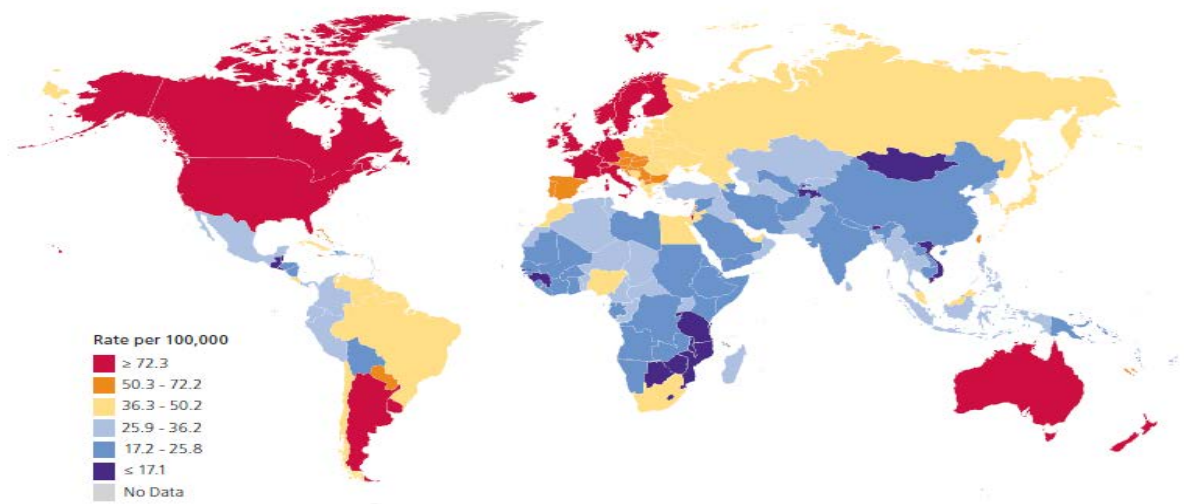 Rate per 100,000
≥ 72.3
50.3 - 72.2
36.3 - 50.2
25.9 - 36.2
17.2 - 25.8
≤ 17.1
No Data